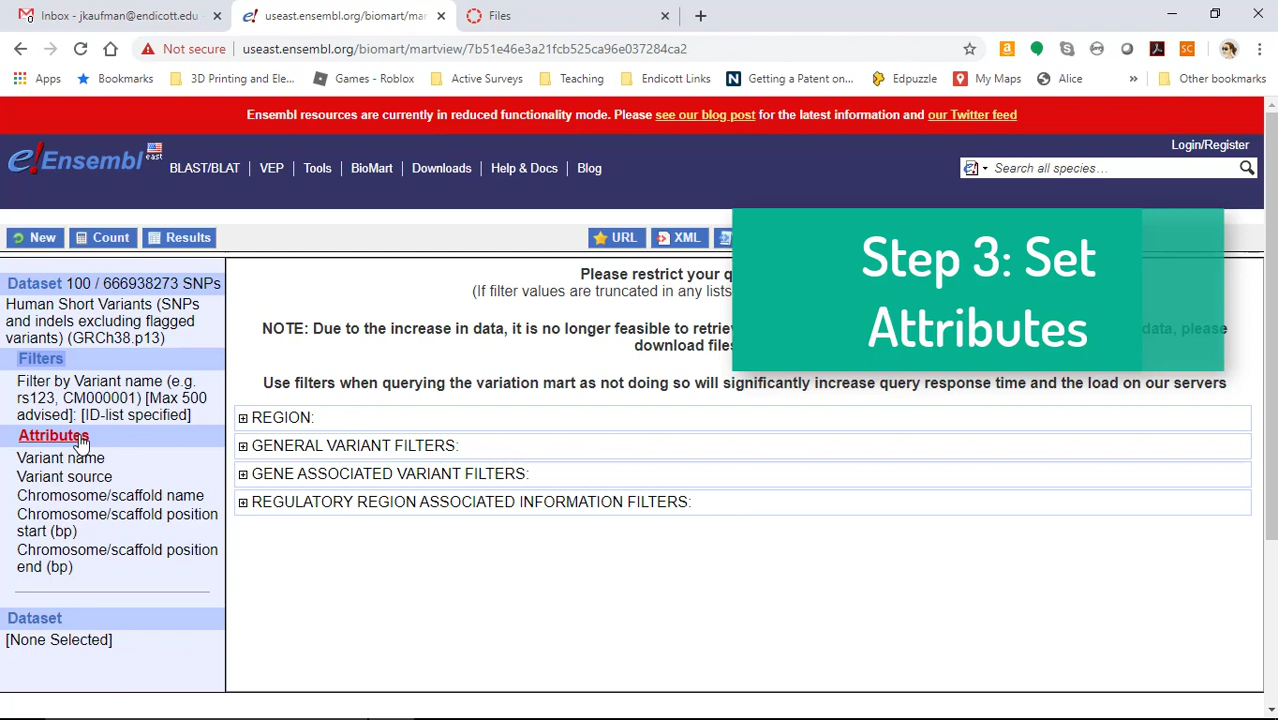 Inbox - jkaufman@endicott.edu
useast.ensembl.org/biomart/mar
Files
Not secure
useast.ensembl.org/biomart/martview/7b51e46e3a21fcb525ca96e037284ca2
Apps
Bookmarks
3D Printing and Ele...
Games - Roblox
Active Surveys
Teaching
Endicott Links
Getting a Patent on...
Edpuzzle
My Maps
Alice
»
Other bookmarks
Ensembl resources are currently in reduced functionality mode. Please see our blog post for the latest information and our Twitter feed
Login/Register
e!Ensembl east
BLAST/BLAT | VEP | Tools | BioMart | Downloads | Help & Docs | Blog
Search all species...
New
Count
Results
URL
XML
Step 3: Set
Attributes
Dataset 100 / 666938273 SNPs
Human Short Variants (SNPs
and indels excluding flagged
variants) (GRCh38.p13)
Filters
Filter by Variant name (e.g.
rs123, CM000001) [Max 500
advised]: [ID-list specified]
Attributes
Variant name
Variant source
Chromosome/scaffold name
Chromosome/scaffold position
start (bp)
Chromosome/scaffold position
end (bp)
Dataset
[None Selected]
Please restrict your q
(If filter values are truncated in any lists
NOTE: Due to the increase in data, it is no longer feasible to retrie
data, please
download files
Use filters when querying the variation mart as not doing so will significantly increase query response time and the load on our servers
REGION:
GENERAL VARIANT FILTERS:
GENE ASSOCIATED VARIANT FILTERS:
REGULATORY REGION ASSOCIATED INFORMATION FILTERS: